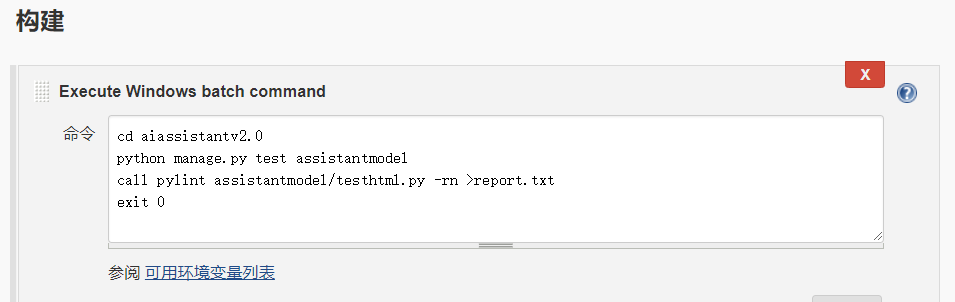 构建
X
Execute Windows batch command
命令
cd aiassistantv2.0
python manage.py test assistantmodel
call pylint assistantmodel/testhtml.py -rn >report.txt
exit 0
参阅 可用环境变量列表